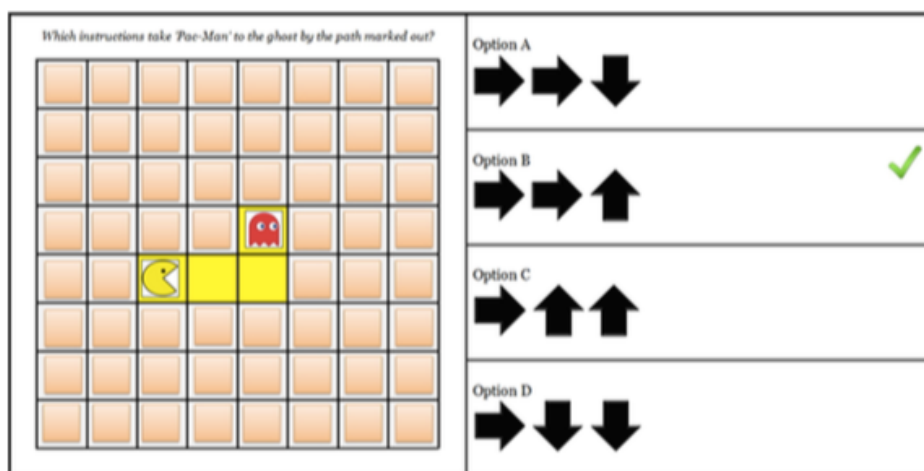 Which instructions take 'Pac-Man' to the ghost by the path marked out?
Option A
Option B
Option C
Option D